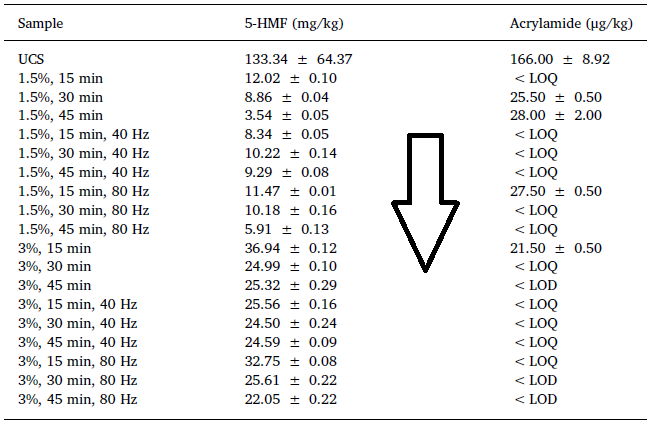 Sample 5-HMF (mg/kg) Acrylamide (μg/kg)
UCS 133.34 ± 64.37 166.00 ± 8.92
1.5%, 15 min 12.02 ± 0.10 < LOQ
1.5%, 30 min 8.86 ± 0.04 25.50 ± 0.50
1.5%, 45 min 3.54 ± 0.05 28.00 ± 2.00
1.5%, 15 min, 40 Hz 8.34 ± 0.05 < LOQ
1.5%, 30 min, 40 Hz 10.22 ± 0.14 < LOQ
1.5%, 45 min, 40 Hz 9.29 ± 0.08 < LOQ
1.5%, 15 min, 80 Hz 11.47 ± 0.01 27.50 ± 0.50
1.5%, 30 min, 80 Hz 10.18 ± 0.16 < LOQ
1.5%, 45 min, 80 Hz 5.91 ± 0.13 < LOQ
3%, 15 min 36.94 ± 0.12 21.50 ± 0.50
3%, 30 min 24.99 ± 0.10 < LOQ
3%, 45 min 25.32 ± 0.29 < LOD
3%, 15 min, 40 Hz 25.56 ± 0.16 < LOQ
3%, 30 min, 40 Hz 24.50 ± 0.24 < LOQ
3%, 45 min, 40 Hz 24.59 ± 0.09 < LOQ
3%, 15 min, 80 Hz 32.75 ± 0.08 < LOQ
3%, 30 min, 80 Hz 25.61 ± 0.22 < LOD
3%, 45 min, 80 Hz 22.05 ± 0.22 < LOD